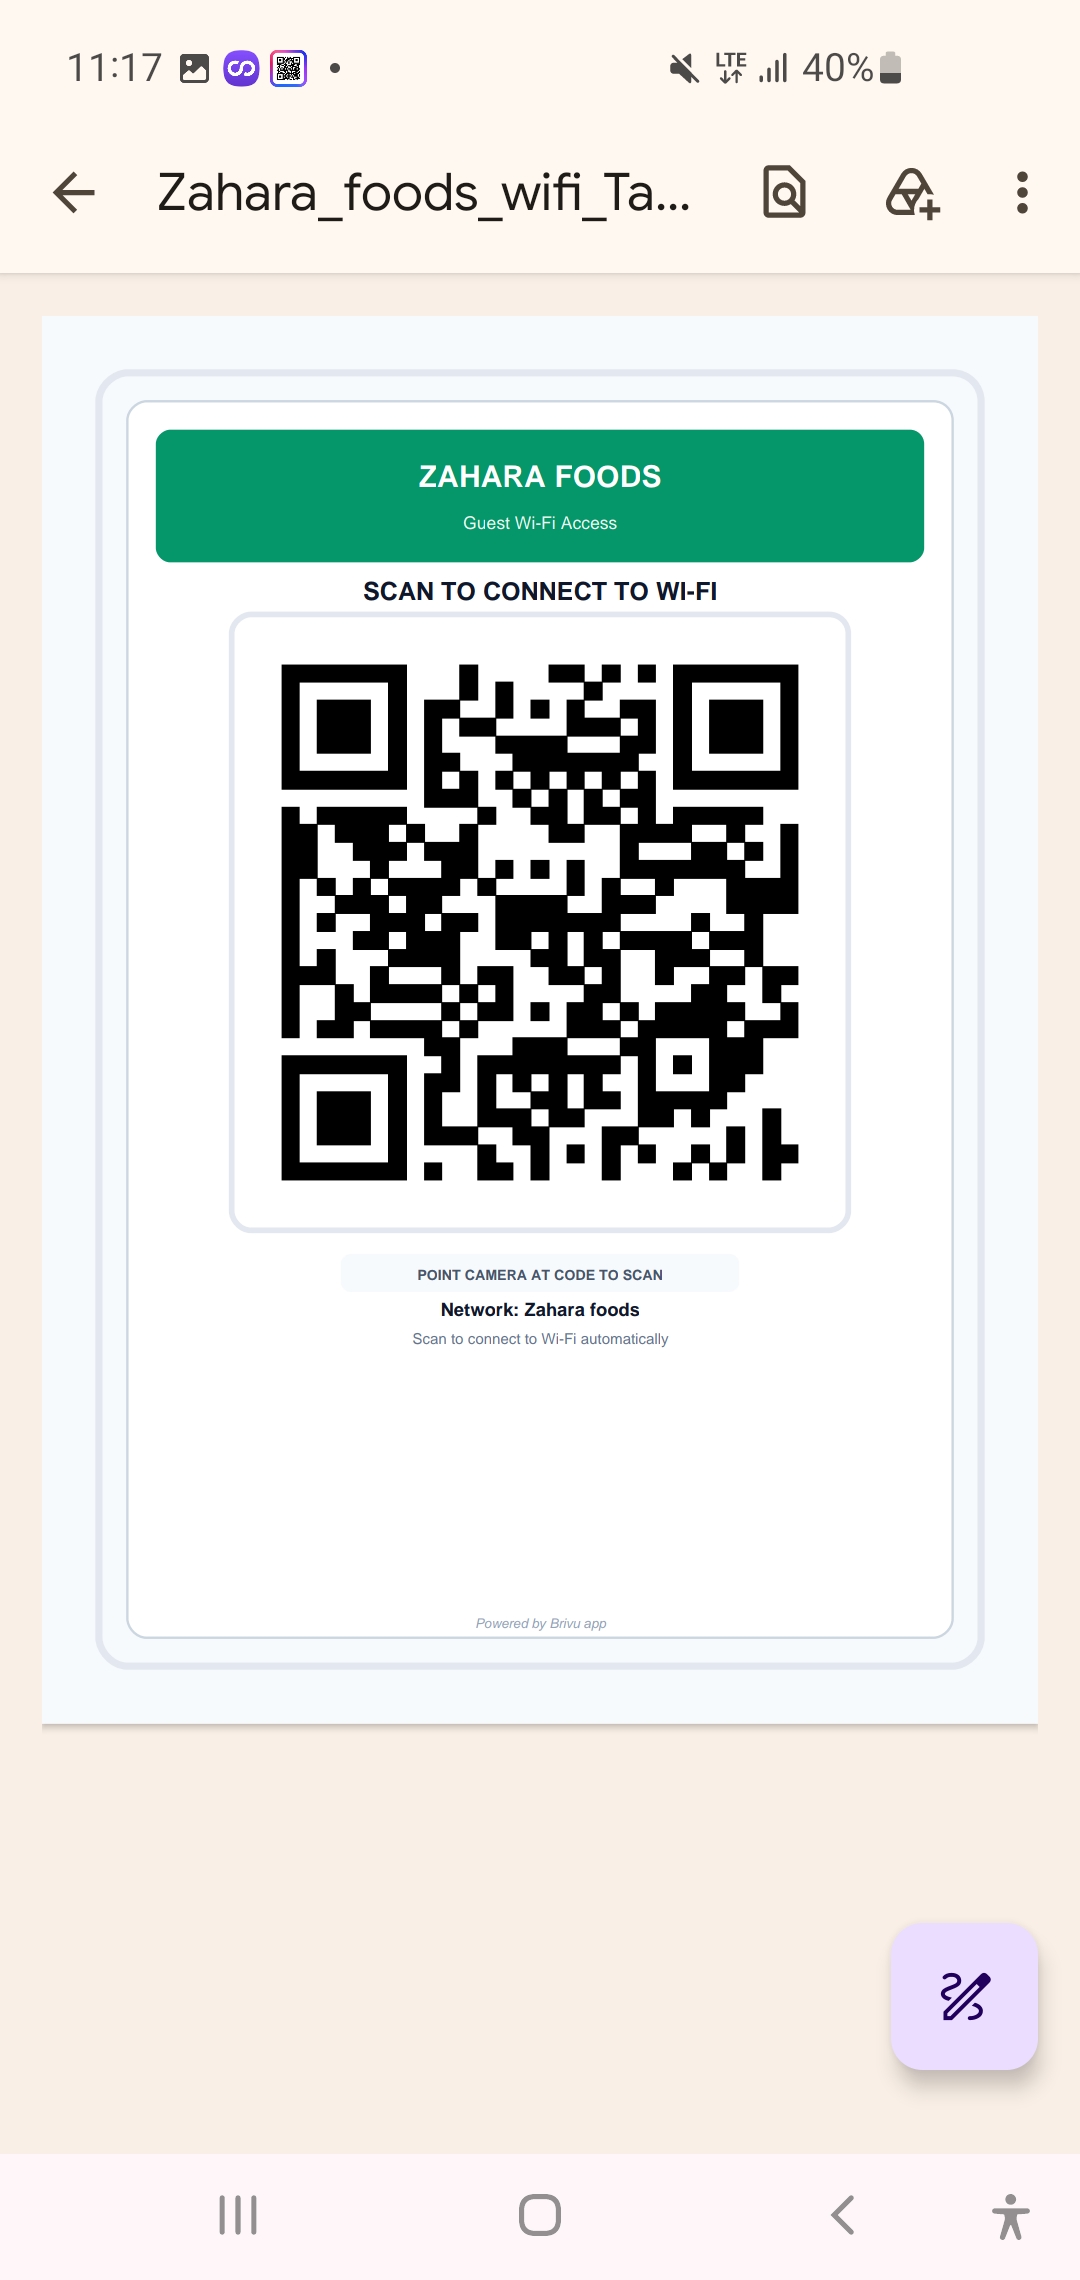 11:17
LTE
40%
Zahara_foods_wifi_Ta...
ZAHARA FOODS
Guest Wi-Fi Access
SCAN TO CONNECT TO WI-FI
POINT CAMERA AT CODE TO SCAN
Network: Zahara foods
Scan to connect to Wi-Fi automatically
Powered by Brivu app